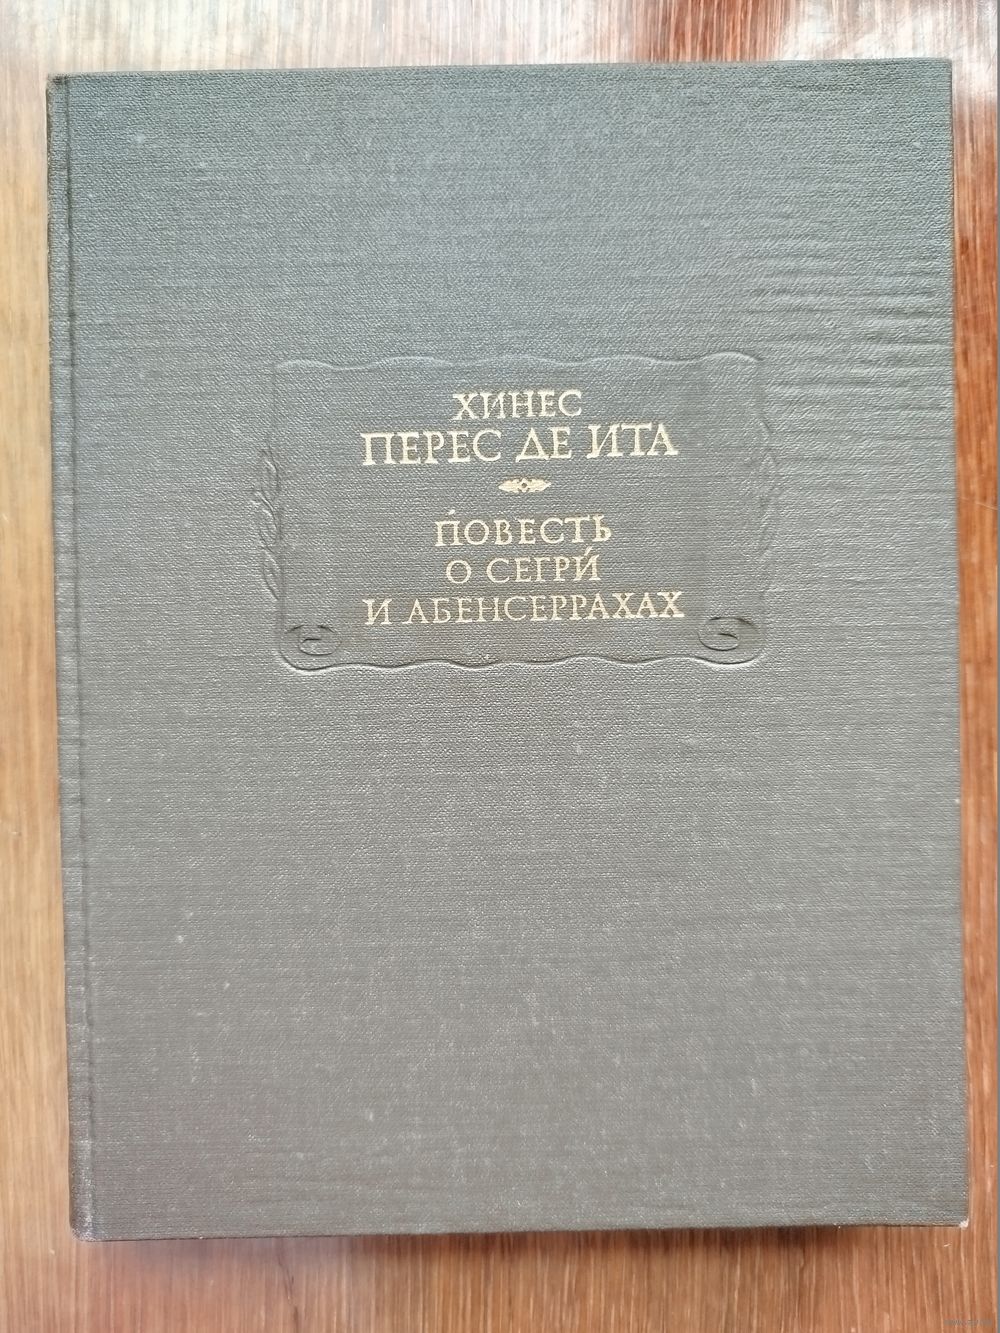 ХИНЕС
ПЕРЕС ДЕ ИТА
ПОВЕСТЬ
О СЕГРИ́
И АБЕНСЕРРАХАХ